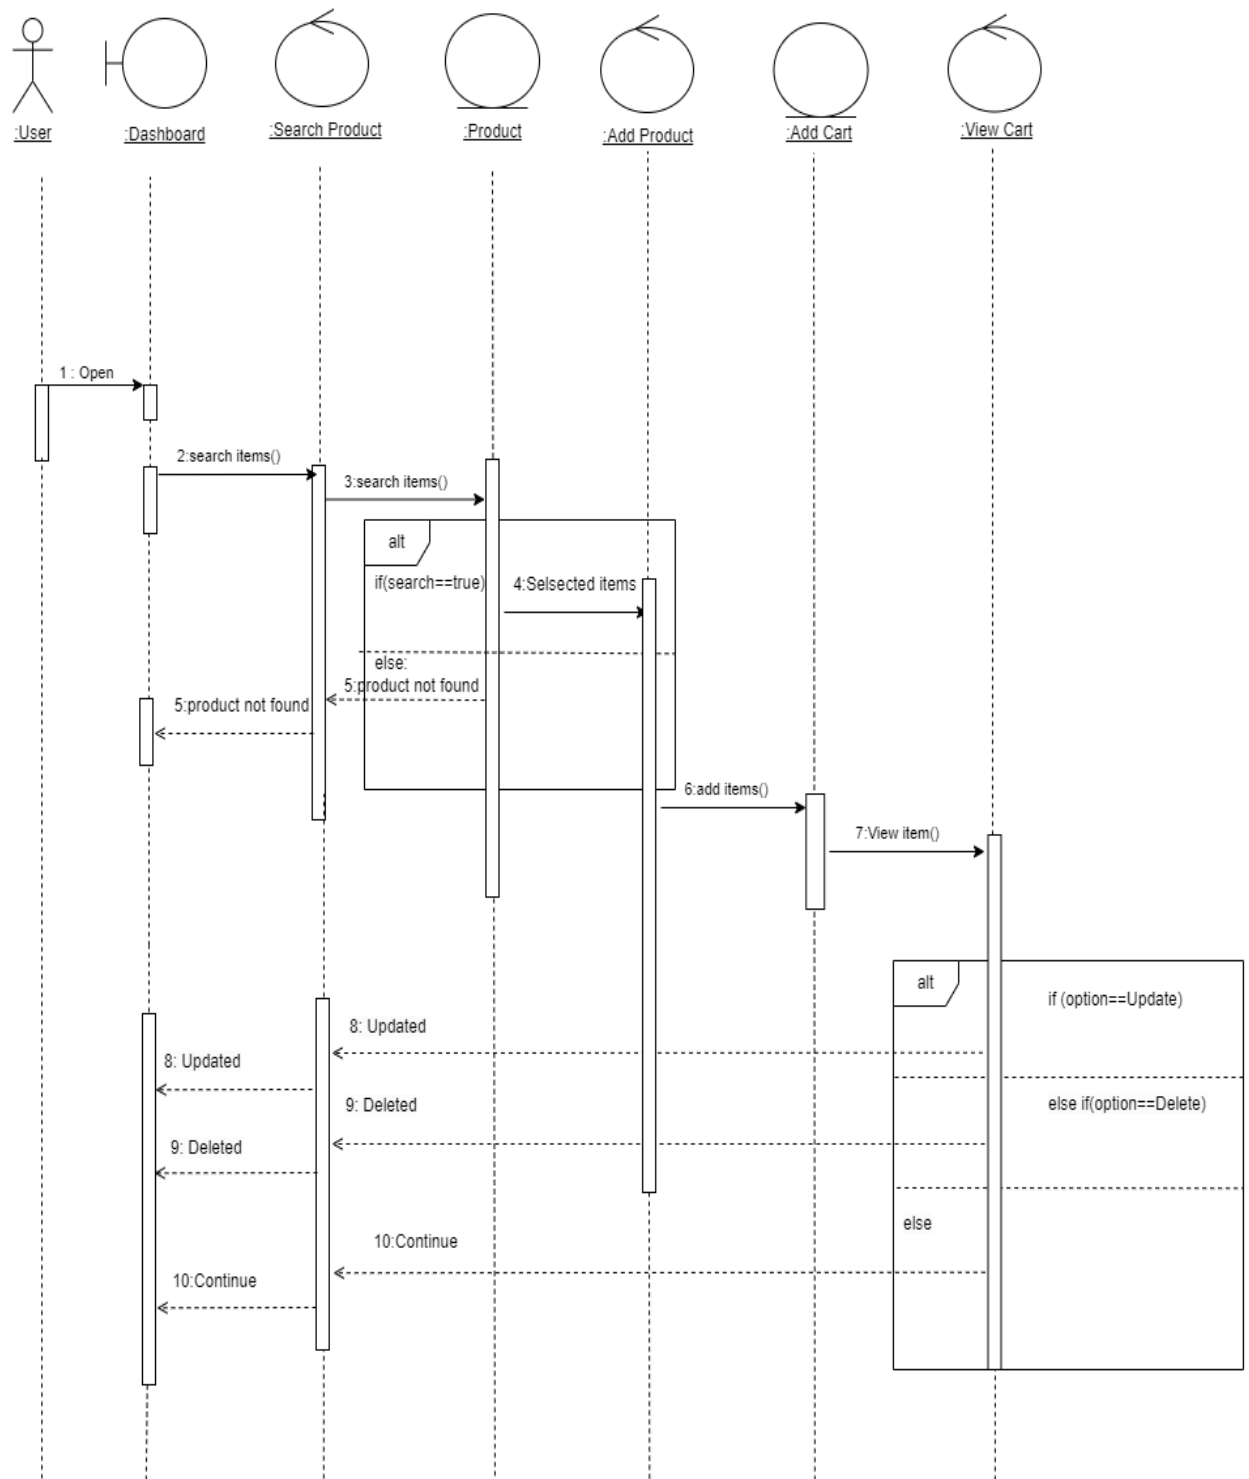 :User
:Dashboard
:Search Product
:Product
:Add Product
:Add Cart
:View Cart
1 : Open
2:search items()
3:search items()
alt
if(search==true)
4:Selsected items
else:
5:product not found
5:product not found
6:add items()
7:View item()
alt
if (option==Update)
8: Updated
8: Updated
else if(option==Delete)
9: Deleted
9: Deleted
else
10:Continue
10:Continue